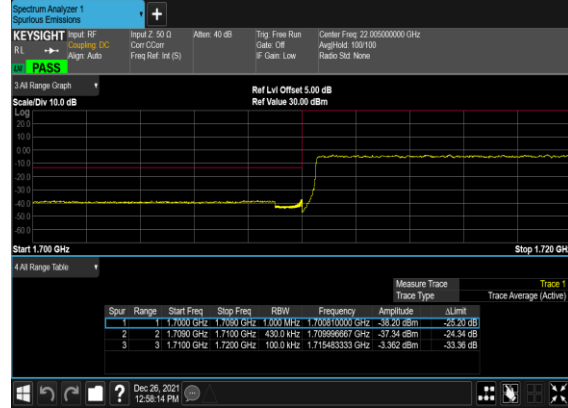 Spectrum Analyzer 1
Spurious Emissions
KEYSIGHT Input: RF
RL Coupling: DC
Align: Auto
Input Z: 50 Ω
Corr CCorr
Freq Ref: Int (S)
Atten: 40 dB
Trig: Free Run
Gate: Off
IF Gain: Low
Center Freq: 22.005000000 GHz
Avg|Hold: 100/100
Radio Std: None
PASS
3 All Range Graph
Scale/Div 10.0 dB
Ref Lvl Offset 5.00 dB
Ref Value 30.00 dBm
Log
20.0
10.0
0.00
-10.0
-20.0
-30.0
-40.0
-50.0
-60.0
Start 1.700 GHz
Stop 1.720 GH
4 All Range Table
Measure Trace Trace 1
Trace Type Trace Average (Active)
Spur Range Start Freq Stop Freq RBW Frequency Amplitude ΔLimit
1 1 1.7000 GHz 1.7090 GHz 1.000 MHz 1.700810000 GHz -38.20 dBm -25.20 dB
2 2 1.7090 GHz 1.7100 GHz 430.0 kHz 1.709996667 GHz -37.34 dBm -24.34 dB
3 3 1.7100 GHz 1.7200 GHz 100.0 kHz 1.715483333 GHz -3.362 dBm -33.36 dB
Dec 26, 2021
12:58:14 PM